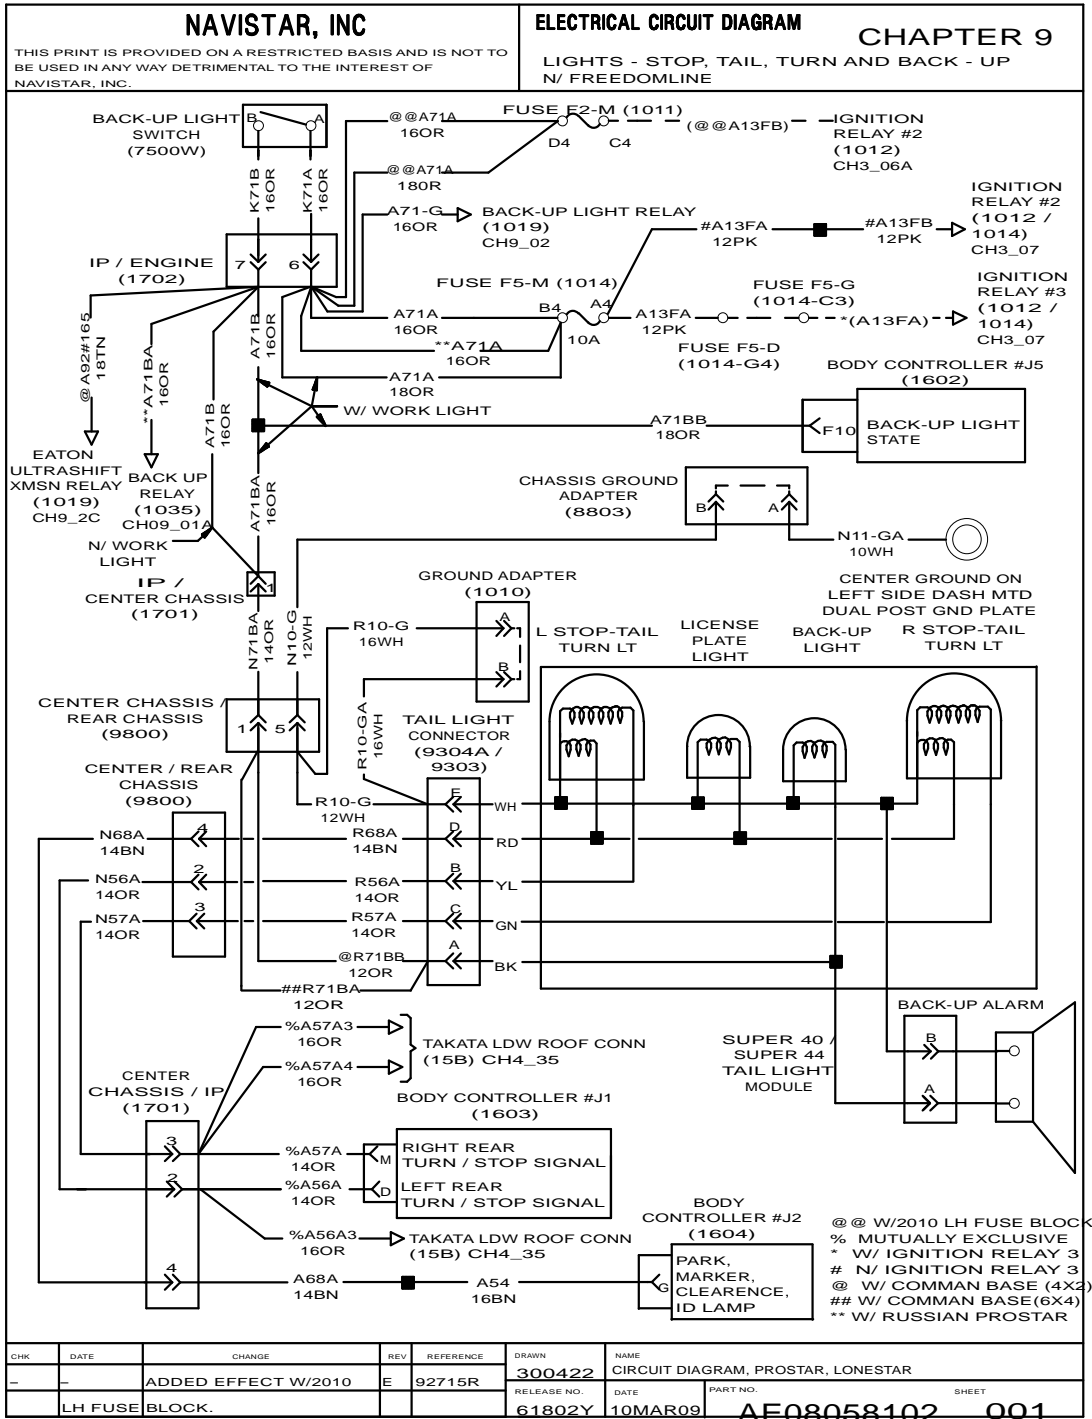 NAVISTAR, INC
THIS PRINT IS PROVIDED ON A RESTRICTED BASIS AND IS NOT TO
BE USED IN ANY WAY DETRIMENTAL TO THE INTEREST OF
NAVISTAR, INC.
ELECTRICAL CIRCUIT DIAGRAM
CHAPTER 9
LIGHTS - STOP, TAIL, TURN AND BACK - UP
N/ FREEDOMLINE
BACK-UP LIGHT
SWITCH
(7500W)
B
A
K71B
16OR
K71A
16OR
@@A71A
16OR
FUSE F2-M (1011)
D4
C4
(@@A13FB)
IGNITION
RELAY #2
(1012)
CH3_06A
@@A71A
180R
A71-G
16OR
BACK-UP LIGHT RELAY
(1019)
CH9_02
#A13FA
12PK
#A13FB
12PK
IGNITION
RELAY #2
(1012 /
1014)
CH3_07
IP / ENGINE
(1702)
7
6
FUSE F5-M (1014)
B4
A4
10A
A71A
16OR
A13FA
12PK
FUSE F5-G
(1014-C3)
FUSE F5-D
(1014-G4)
*(A13FA)
IGNITION
RELAY #3
(1012 /
1014)
CH3_07
**A71A
16OR
A71A
18OR
@A92#165
18TN
**A71BA
16OR
A71B
16OR
A71B
16OR
W/ WORK LIGHT
A71BB
18OR
BODY CONTROLLER #J5
(1602)
F10
BACK-UP LIGHT
STATE
EATON
ULTRASHIFT
XMSN RELAY
(1019)
CH9_2C
BACK UP
RELAY
(1035)
CH09_01A
A71BA
16OR
N/ WORK
LIGHT
CHASSIS GROUND
ADAPTER
(8803)
B
A
N11-GA
10WH
CENTER GROUND ON
LEFT SIDE DASH MTD
DUAL POST GND PLATE
IP /
CENTER CHASSIS
(1701)
1
N71BA
14OR
N10-G
12WH
GROUND ADAPTER
(1010)
A
B
R10-G
16WH
R10-GA
16WH
L STOP-TAIL
TURN LT
LICENSE
PLATE
LIGHT
BACK-UP
LIGHT
R STOP-TAIL
TURN LT
CENTER CHASSIS /
REAR CHASSIS
(9800)
1
5
TAIL LIGHT
CONNECTOR
(9304A /
9303)
CENTER / REAR
CHASSIS
(9800)
R10-G
12WH
E
WH
N68A
14BN
4
R68A
14BN
D
RD
N56A
14OR
2
R56A
14OR
B
YL
N57A
14OR
3
R57A
14OR
C
GN
@R71BB
12OR
A
BK
##R71BA
12OR
BACK-UP ALARM
B
A
SUPER 40 /
SUPER 44
TAIL LIGHT
MODULE
%A57A3
16OR
%A57A4
16OR
TAKATA LDW ROOF CONN
(15B) CH4_35
CENTER
CHASSIS / IP
(1701)
BODY CONTROLLER #J1
(1603)
3
%A57A
14OR
M
RIGHT REAR
TURN / STOP SIGNAL
2
%A56A
14OR
D
LEFT REAR
TURN / STOP SIGNAL
%A56A3
16OR
TAKATA LDW ROOF CONN
(15B) CH4_35
4
A68A
14BN
A54
16BN
BODY
CONTROLLER #J2
(1604)
G
PARK,
MARKER,
CLEARENCE,
ID LAMP
@@ W/2010 LH FUSE BLOCK
% MUTUALLY EXCLUSIVE
* W/ IGNITION RELAY 3
# N/ IGNITION RELAY 3
@ W/ COMMAN BASE (4X2)
## W/ COMMAN BASE(6X4)
** W/ RUSSIAN PROSTAR
CHK DATE CHANGE REV REFERENCE
– – ADDED EFFECT W/2010 E 92715R
LH FUSE BLOCK.
DRAWN
300422
NAME
CIRCUIT DIAGRAM, PROSTAR, LONESTAR
RELEASE NO.
61802Y
DATE
10MAR09
PART NO.
AE08058102
SHEET
001